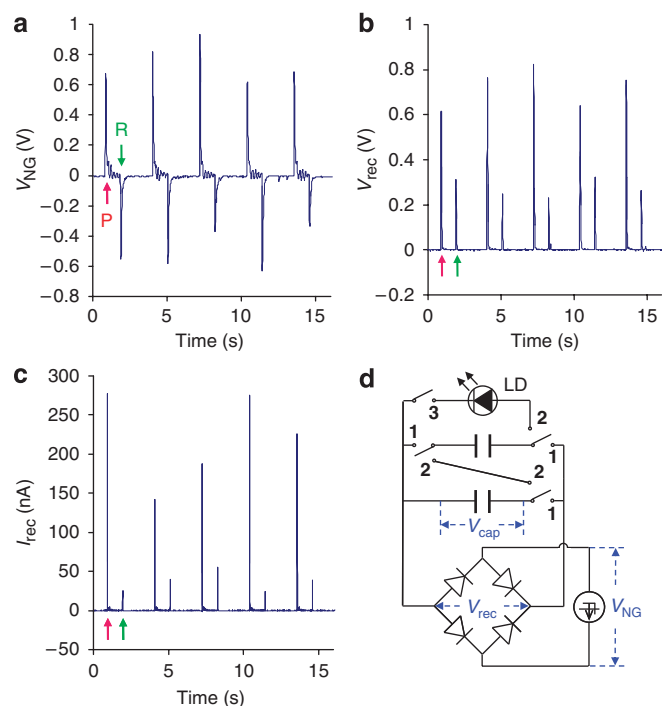 a
1
0.8
0.6
0.4
0.2
0
−0.2
−0.4
−0.6
−0.8
V_NG (V)
R
P
0 5 10 15
Time (s)
b
1
0.8
0.6
0.4
0.2
0
−0.2
V_rec (V)
0 5 10 15
Time (s)
c
300
250
200
150
100
50
0
−50
I_rec (nA)
0 5 10 15
Time (s)
d
LD
3
2
1
1
2
2
1
V_cap
V_rec
V_NG